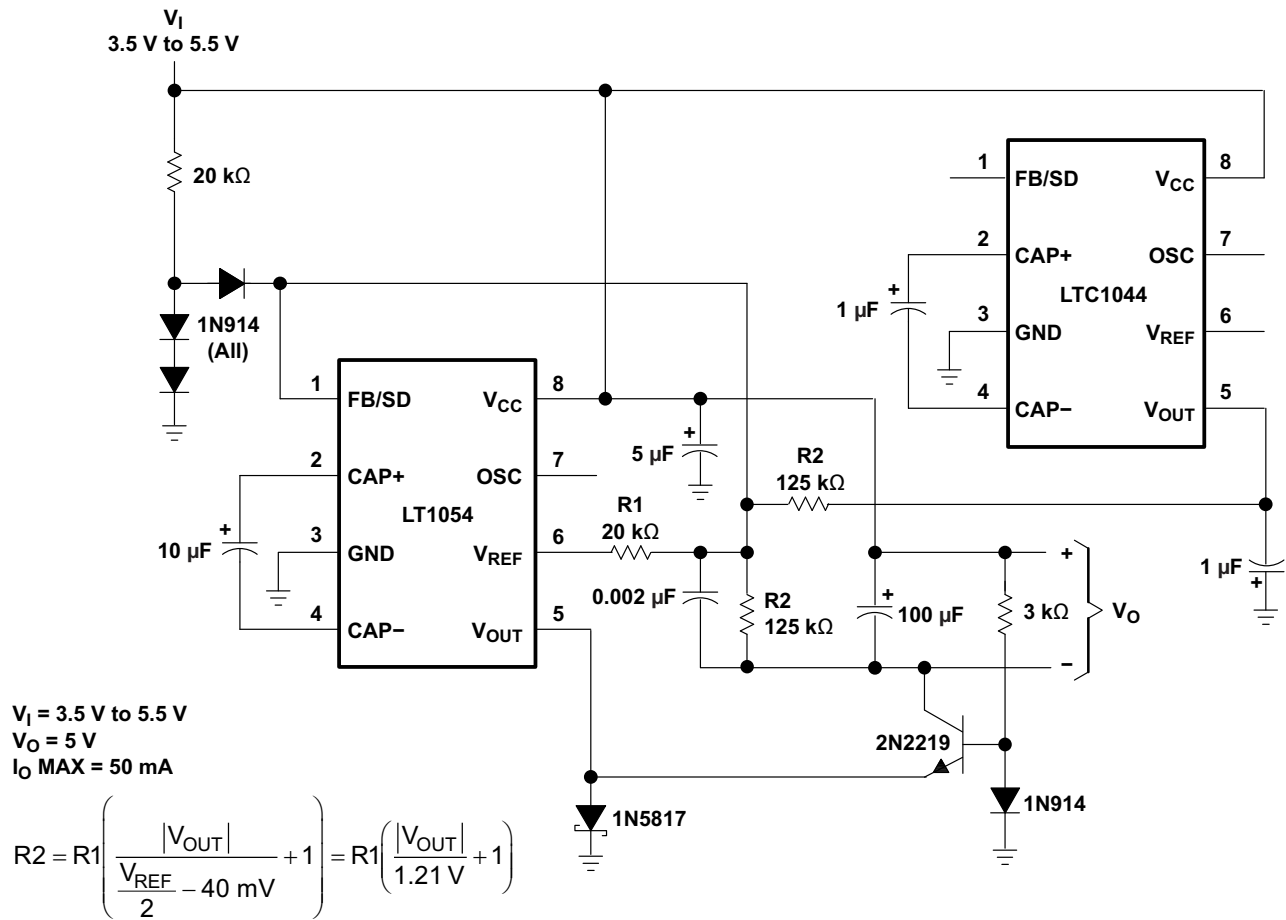 V_I
3.5 V to 5.5 V
20 kΩ
1N914
(All)
1
FB/SD
2
CAP+
3
GND
4
CAP−
LT1054
8
V_CC
7
OSC
6
V_REF
5
V_OUT
10 µF
5 µF
R1
20 kΩ
0.002 µF
R2
125 kΩ
R2
125 kΩ
+
100 µF
3 kΩ
+
−
V_O
2N2219
1N914
1N5817
1
FB/SD
2
CAP+
3
GND
4
CAP−
LTC1044
8
V_CC
7
OSC
6
V_REF
5
V_OUT
+
1 µF
1 µF
+
+
+
V_I = 3.5 V to 5.5 V
V_O = 5 V
I_O MAX = 50 mA
R2 = R1(|V_OUT| / (V_REF / 2 − 40 mV) + 1) = R1(|V_OUT| / 1.21 V + 1)